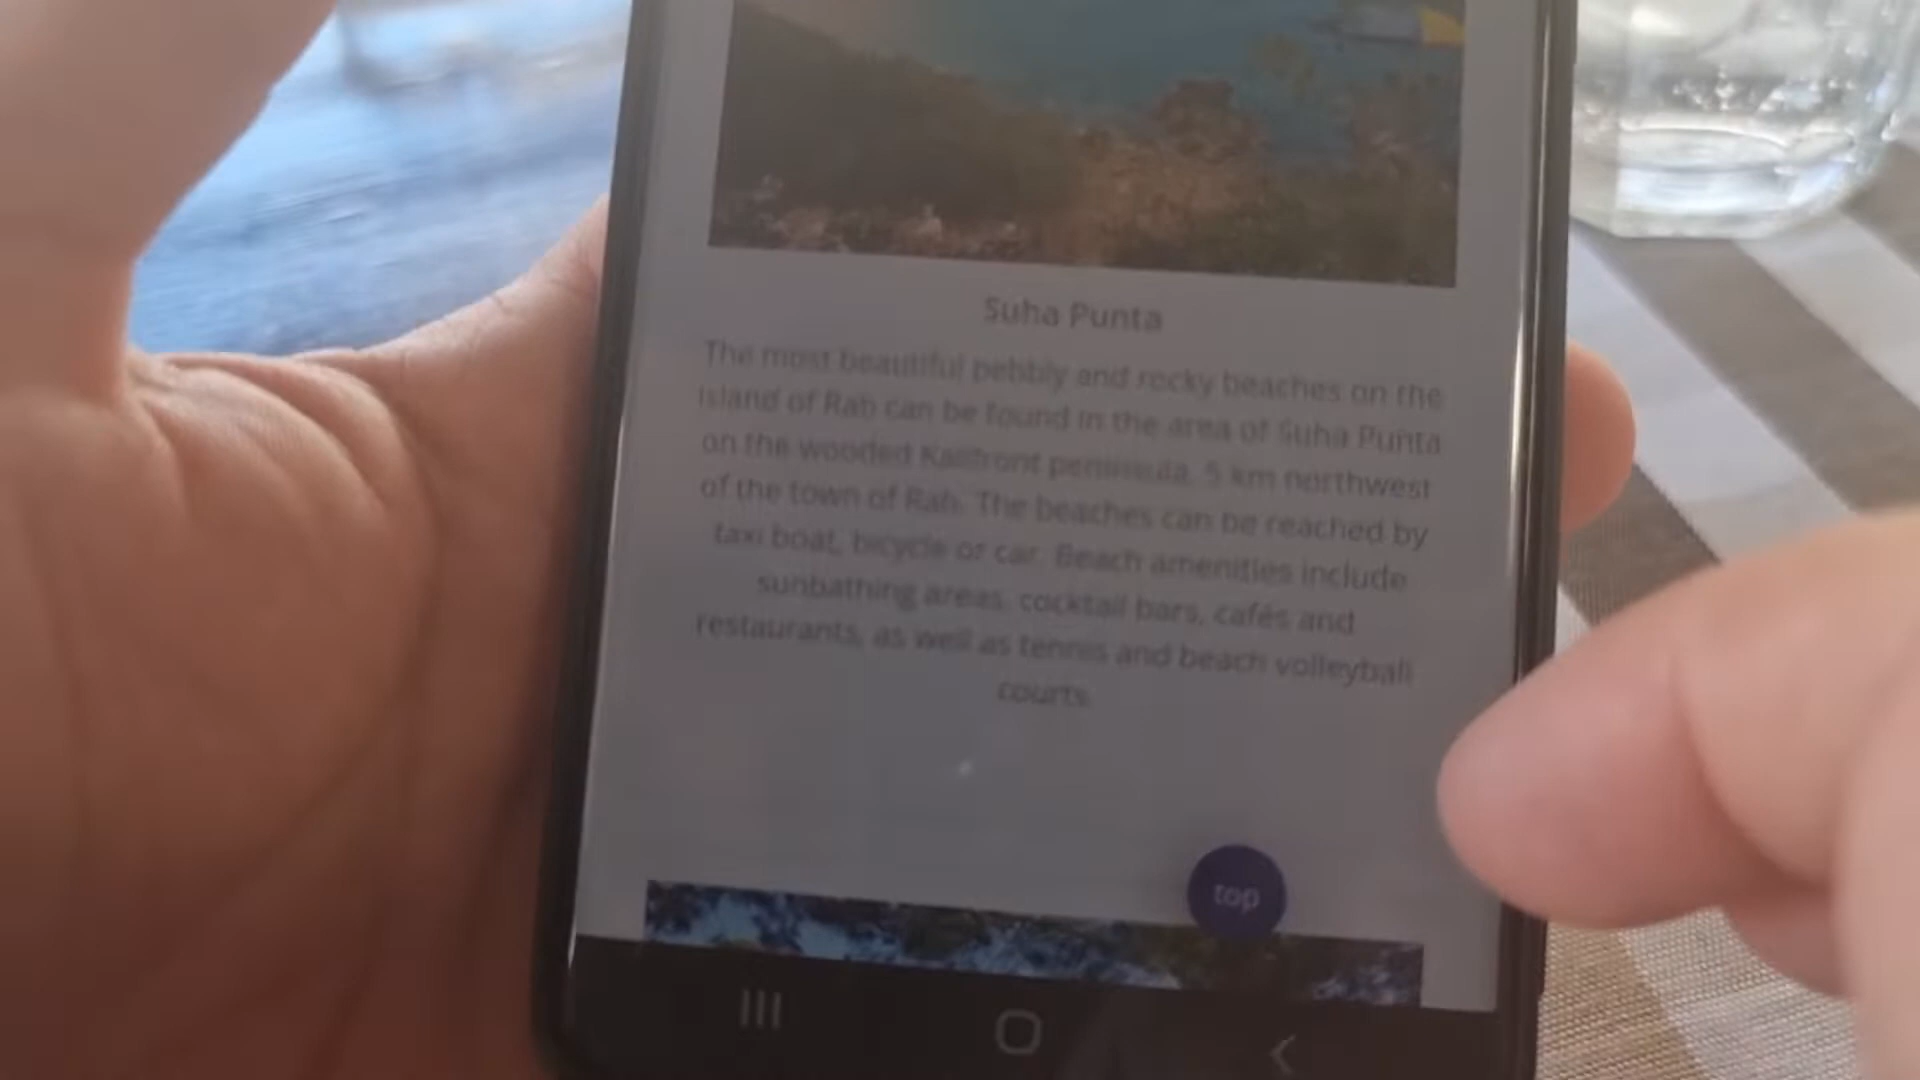 Suha Punta
The most beautiful pebbly and rocky beaches on the
island of Rab can be found in the area of Suha Punta
on the wooded Kalifront peninsula, 5 km northwest
of the town of Rab. The beaches can be reached by
taxi boat, bicycle or car. Beach amenities include
sunbathing areas, cocktail bars, cafés and
restaurants, as well as tennis and beach volleyball
courts.
top